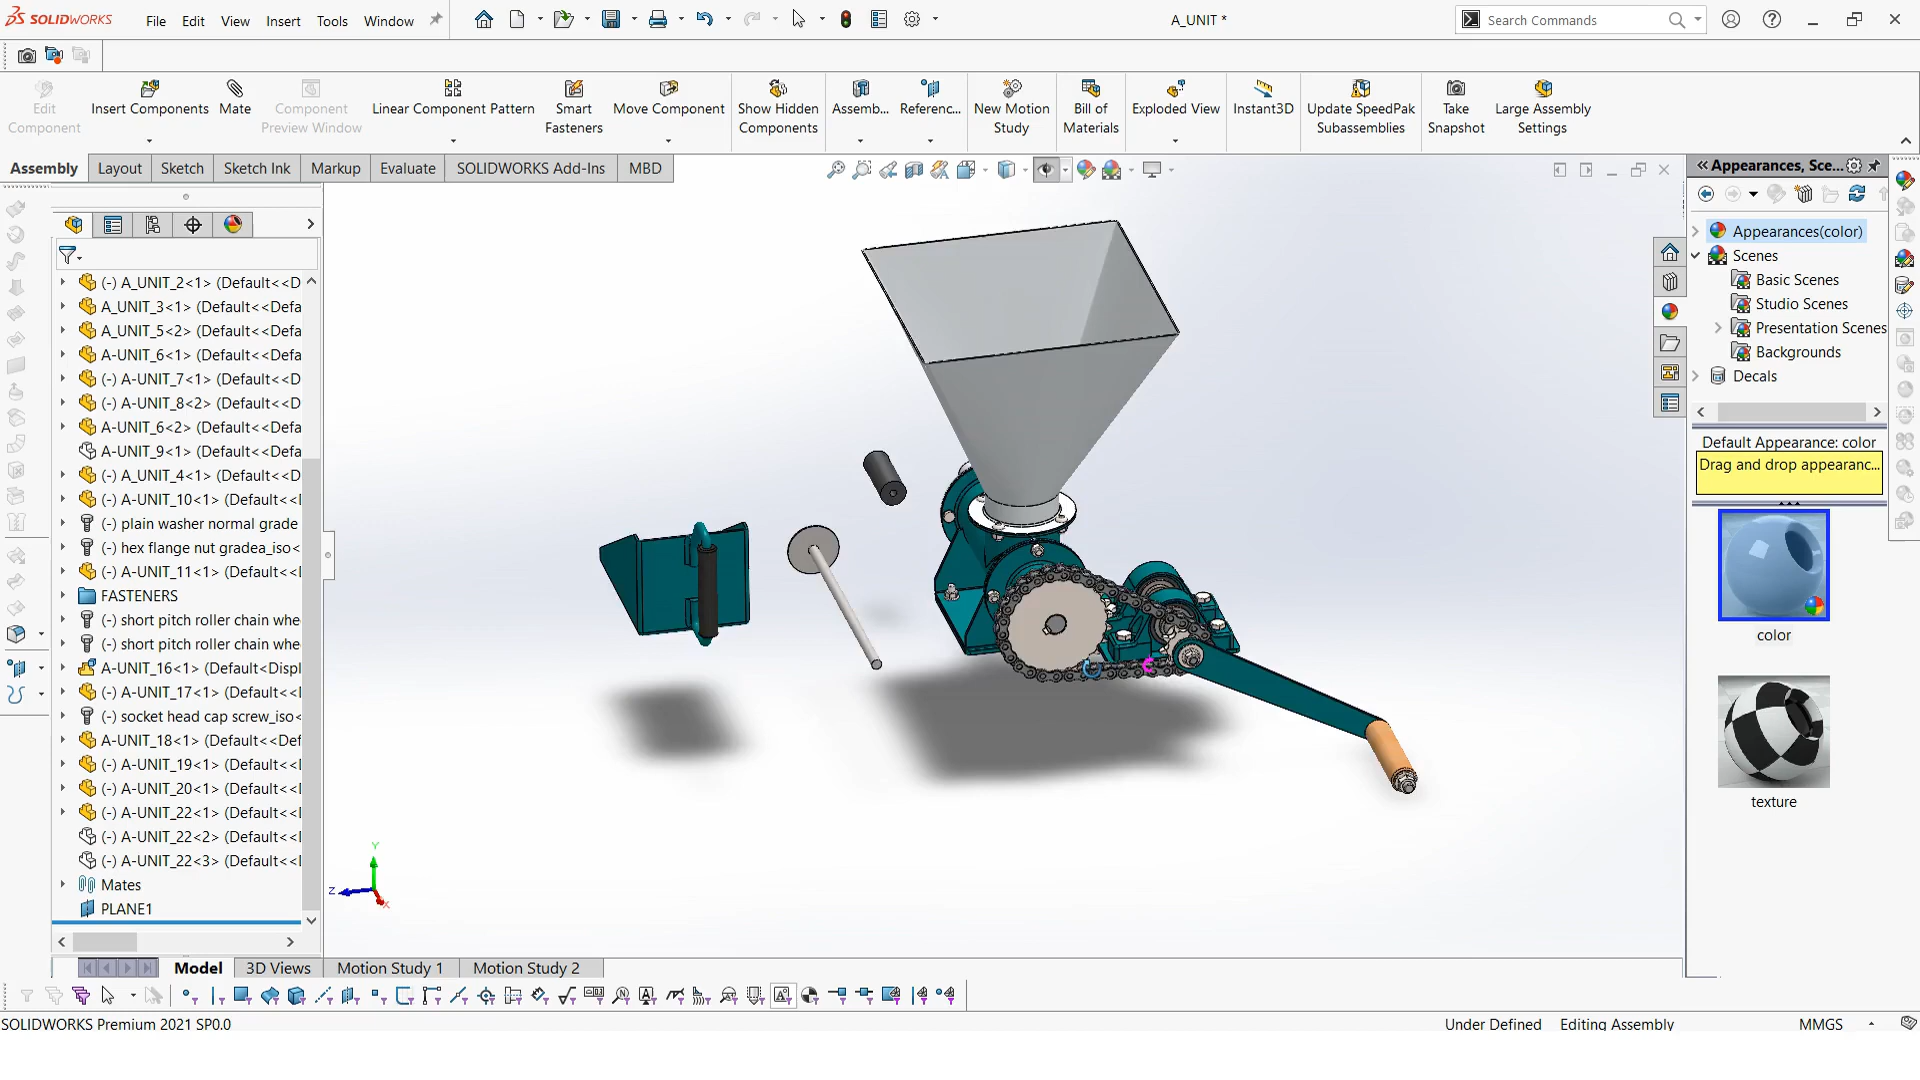 SOLIDWORKS File Edit View Insert Tools Window A_UNIT * Search Commands
Edit Component
Insert Components
Mate
Component Preview Window
Linear Component Pattern
Smart Fasteners
Move Component
Show Hidden Components
Assemb...
Referenc...
New Motion Study
Bill of Materials
Exploded View
Instant3D
Update SpeedPak Subassemblies
Take Snapshot
Large Assembly Settings
Assembly Layout Sketch Sketch Ink Markup Evaluate SOLIDWORKS Add-Ins MBD
(-) A_UNIT_2<1> (Default<<D
A_UNIT_3<1> (Default<<Defa
A_UNIT_5<2> (Default<<Defa
A-UNIT_6<1> (Default<<Defa
(-) A-UNIT_7<1> (Default<<D
(-) A-UNIT_8<2> (Default<<D
A-UNIT_6<2> (Default<<Defa
A-UNIT_9<1> (Default<<Defa
(-) A_UNIT_4<1> (Default<<D
(-) A-UNIT_10<1> (Default<<
(-) plain washer normal grade
(-) hex flange nut gradea_iso<
(-) A-UNIT_11<1> (Default<<
FASTENERS
(-) short pitch roller chain whe
(-) short pitch roller chain whe
A-UNIT_16<1> (Default<Displ
(-) A-UNIT_17<1> (Default<<
(-) socket head cap screw_iso<
A-UNIT_18<1> (Default<<Def
(-) A-UNIT_19<1> (Default<<
(-) A-UNIT_20<1> (Default<<
(-) A-UNIT_22<1> (Default<<
(-) A-UNIT_22<2> (Default<<
(-) A-UNIT_22<3> (Default<<
Mates
PLANE1
Y
Z
X
Appearances, Sce...
Appearances(color)
Scenes
Basic Scenes
Studio Scenes
Presentation Scenes
Backgrounds
Decals
Default Appearance: color
Drag and drop appearanc...
color
texture
Model 3D Views Motion Study 1 Motion Study 2
SOLIDWORKS Premium 2021 SP0.0 Under Defined Editing Assembly MMGS